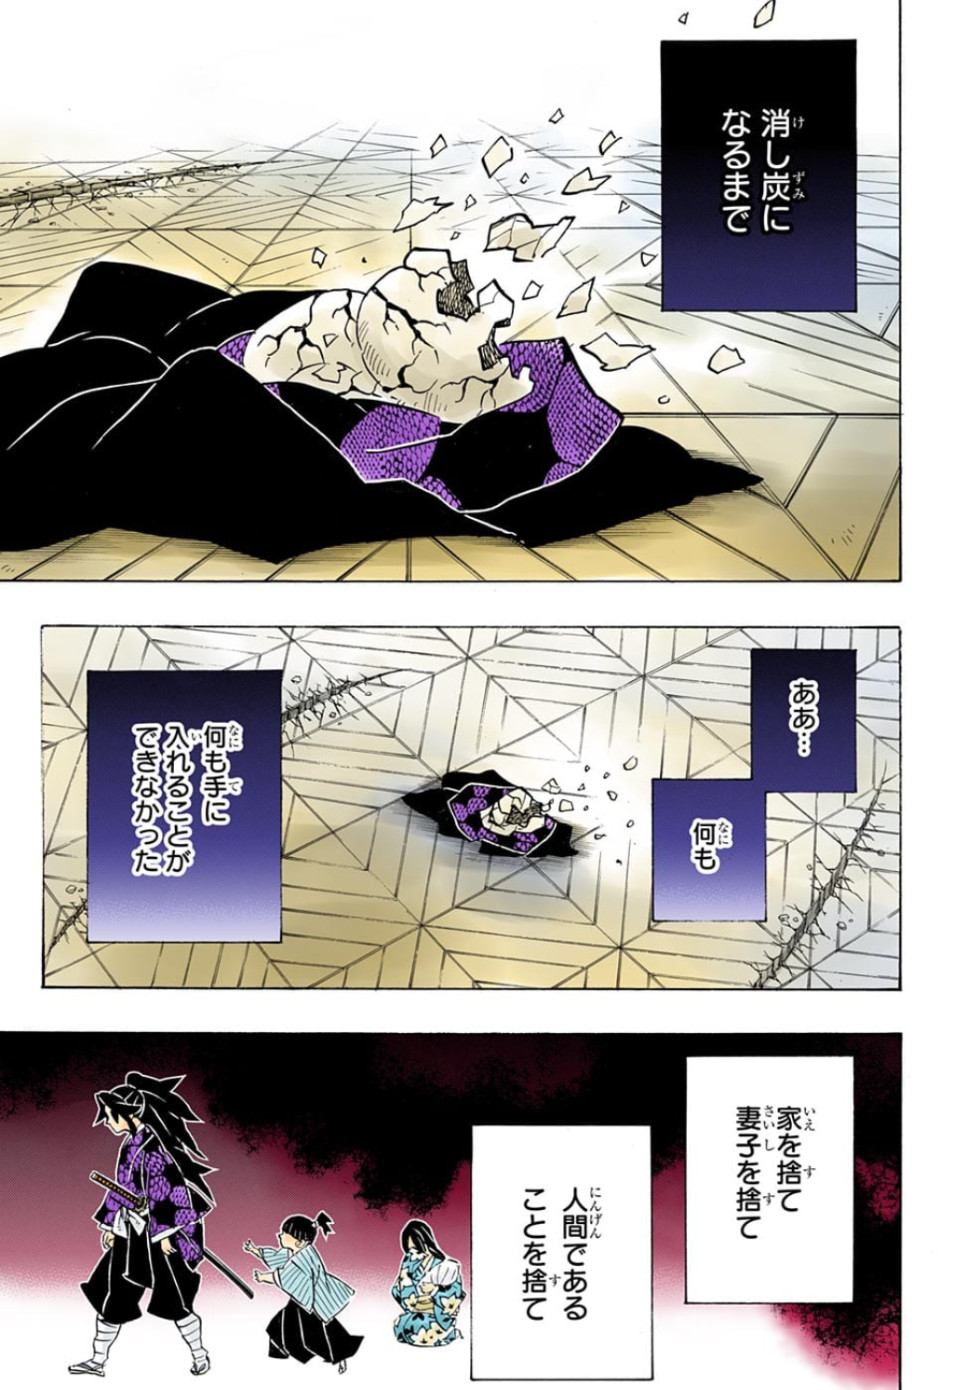 消し炭に
なるまで
ああ…
何も
何も手に
入れることが
できなかった
家を捨て
妻子を捨て
人間である
ことを捨て